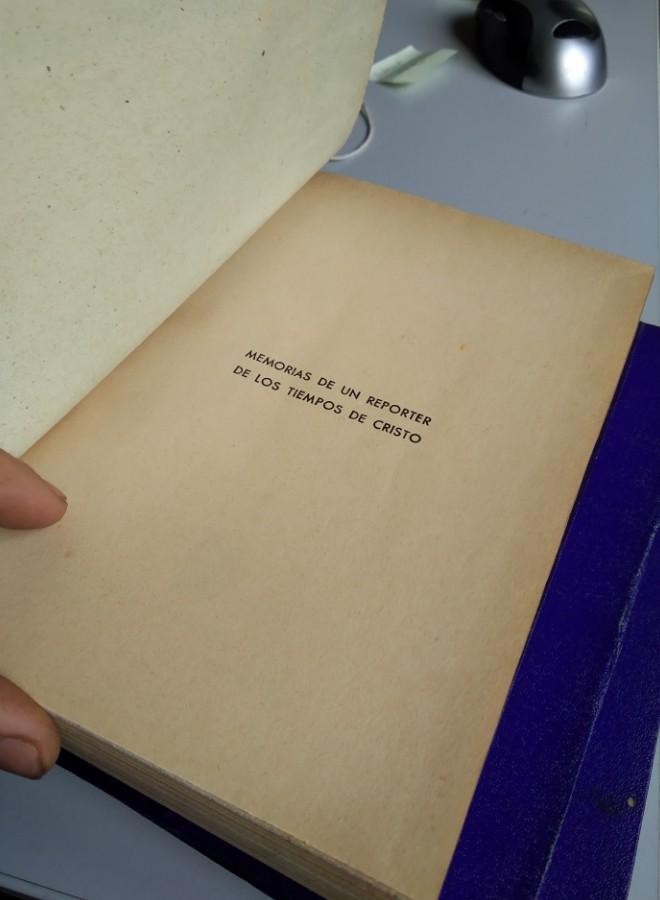 MEMORIAS DE UN REPORTER
DE LOS TIEMPOS DE CRISTO